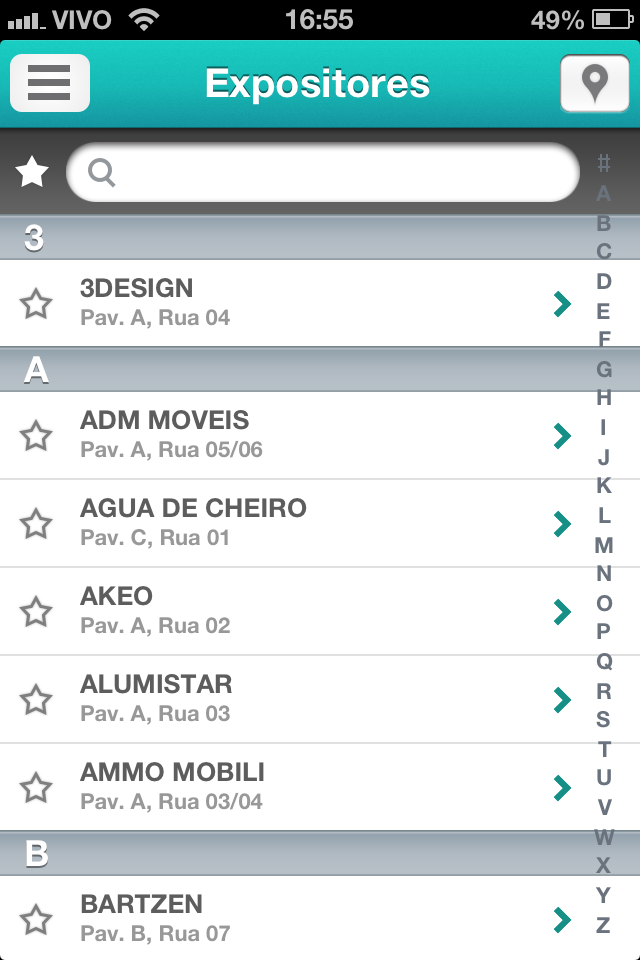 VIVO 16:55 49%
Expositores
3
3DESIGN
Pav. A, Rua 04
A
ADM MOVEIS
Pav. A, Rua 05/06
AGUA DE CHEIRO
Pav. C, Rua 01
AKEO
Pav. A, Rua 02
ALUMISTAR
Pav. A, Rua 03
AMMO MOBILI
Pav. A, Rua 03/04
B
BARTZEN
Pav. B, Rua 07
#
A
B
C
D
E
F
G
H
I
J
K
L
M
N
O
P
Q
R
S
T
U
V
W
X
Y
Z